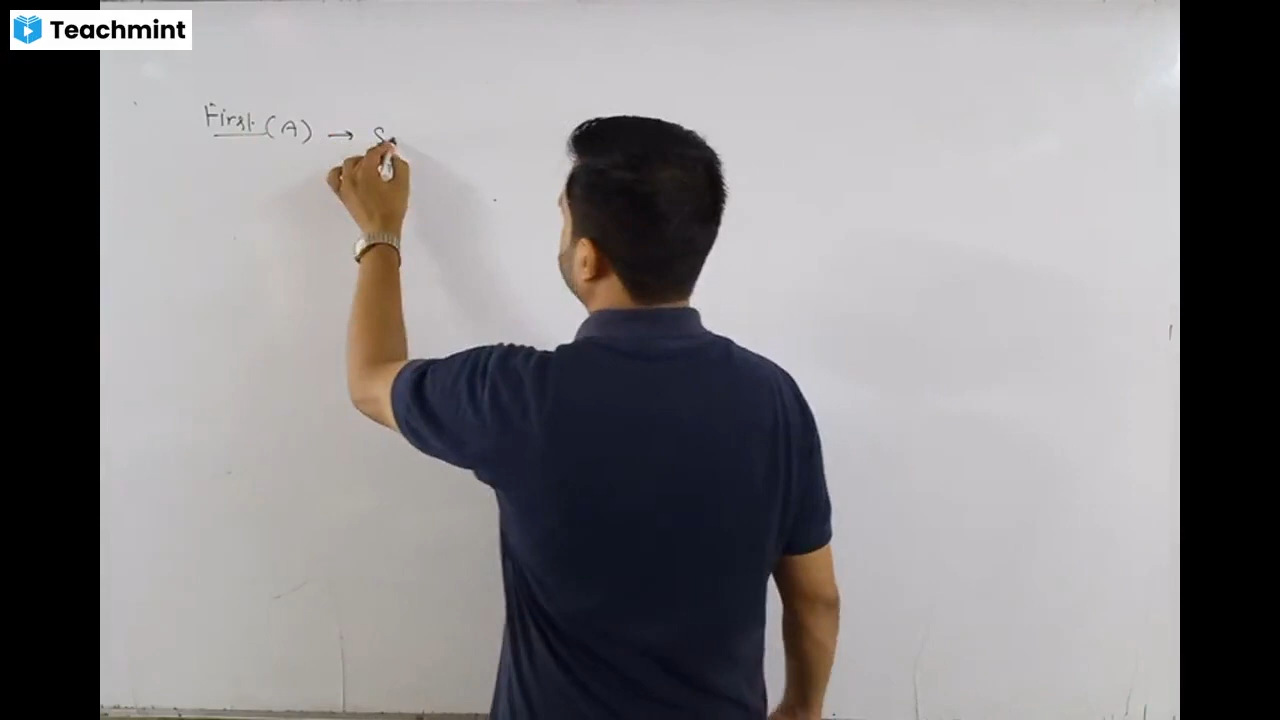 Teachmint
First (A) → S